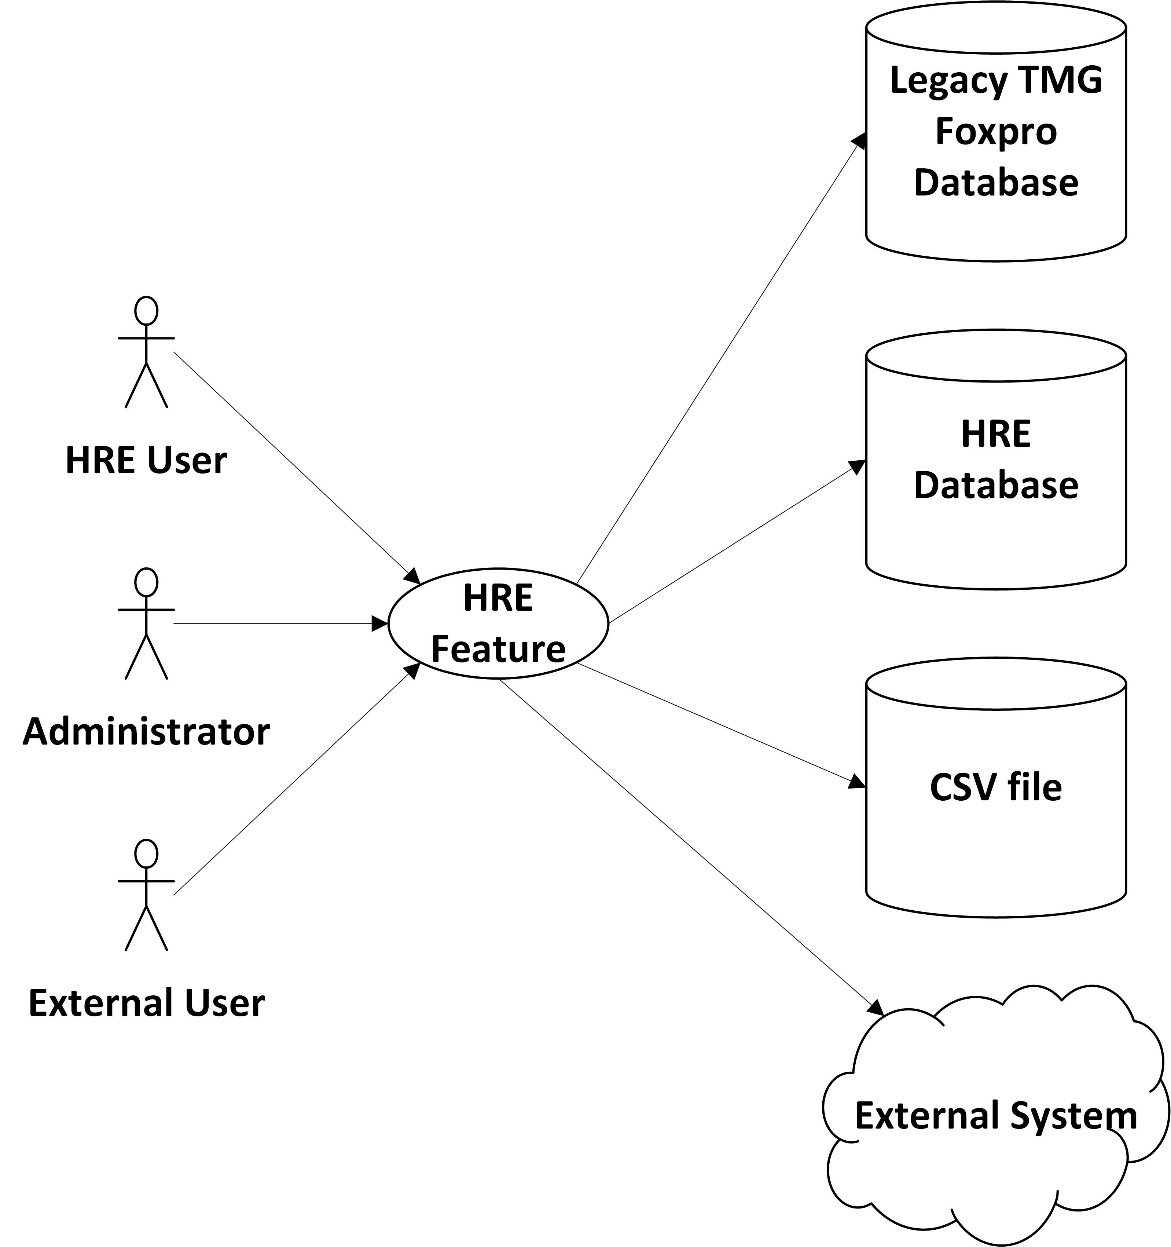 Legacy TMG
Foxpro
Database
HRE User
HRE
Database
HRE
Feature
Administrator
CSV file
External User
External System